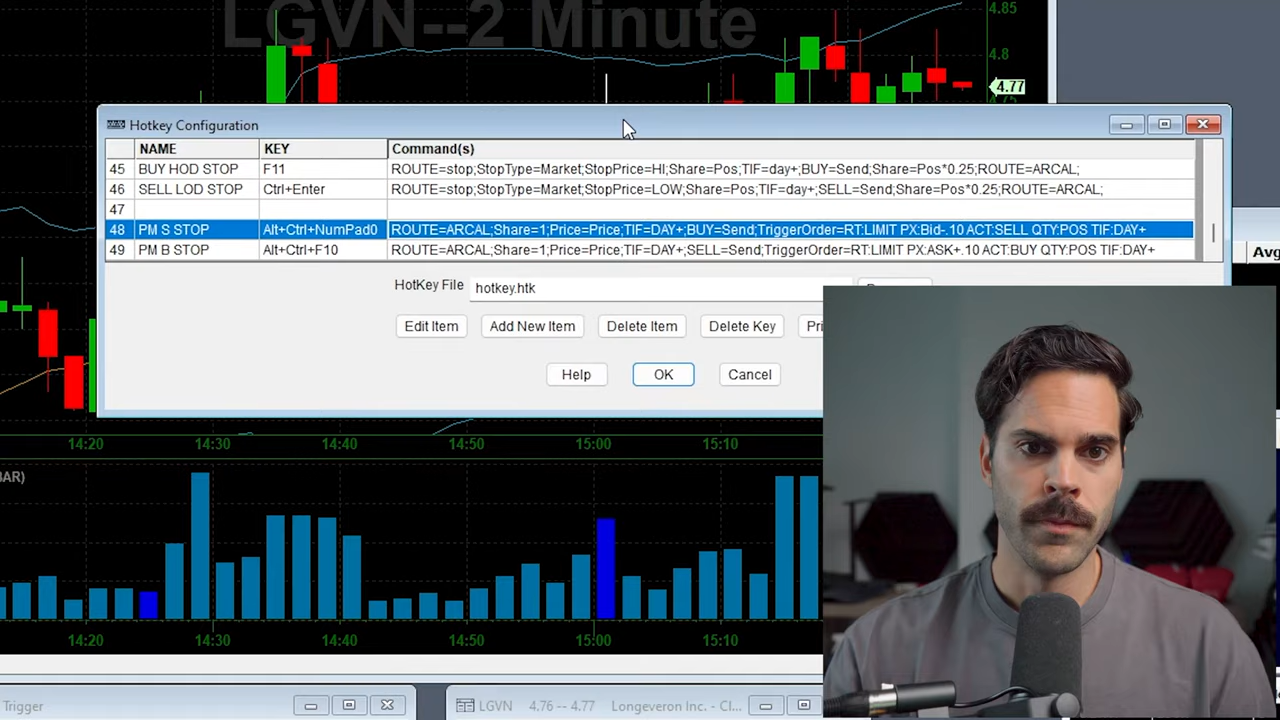 LGVN--2 Minute
4.85
4.8
4.77
Hotkey Configuration
NAME KEY Command(s)
45 BUY HOD STOP F11 ROUTE=stop,StopType=Market;StopPrice=HI;Share=Pos;TIF=day+;BUY=Send;Share=Pos*0.25;ROUTE=ARCAL;
46 SELL LOD STOP Ctrl+Enter ROUTE=stop,StopType=Market;StopPrice=LOW;Share=Pos;TIF=day+;SELL=Send;Share=Pos*0.25;ROUTE=ARCAL;
47
48 PM S STOP Alt+Ctrl+NumPad0 ROUTE=ARCAL;Share=1;Price=Price;TIF=DAY+;BUY=Send;TriggerOrder=RT:LIMIT PX:Bid-.10 ACT:SELL QTY:POS TIF:DAY+
49 PM B STOP Alt+Ctrl+F10 ROUTE=ARCAL;Share=1;Price=Price;TIF=DAY+;SELL=Send;TriggerOrder=RT:LIMIT PX:ASK+.10 ACT:BUY QTY:POS TIF:DAY+
Avg
HotKey File hotkey.htk
Edit Item Add New Item Delete Item Delete Key Pri
Help OK Cancel
14:20 14:30 14:40 14:50 15:00 15:10
BAR)
14:20 14:30 14:40 14:50 15:00 15:10
Trigger LGVN 4.76 -- 4.77 Longeveron Inc. - Cl...